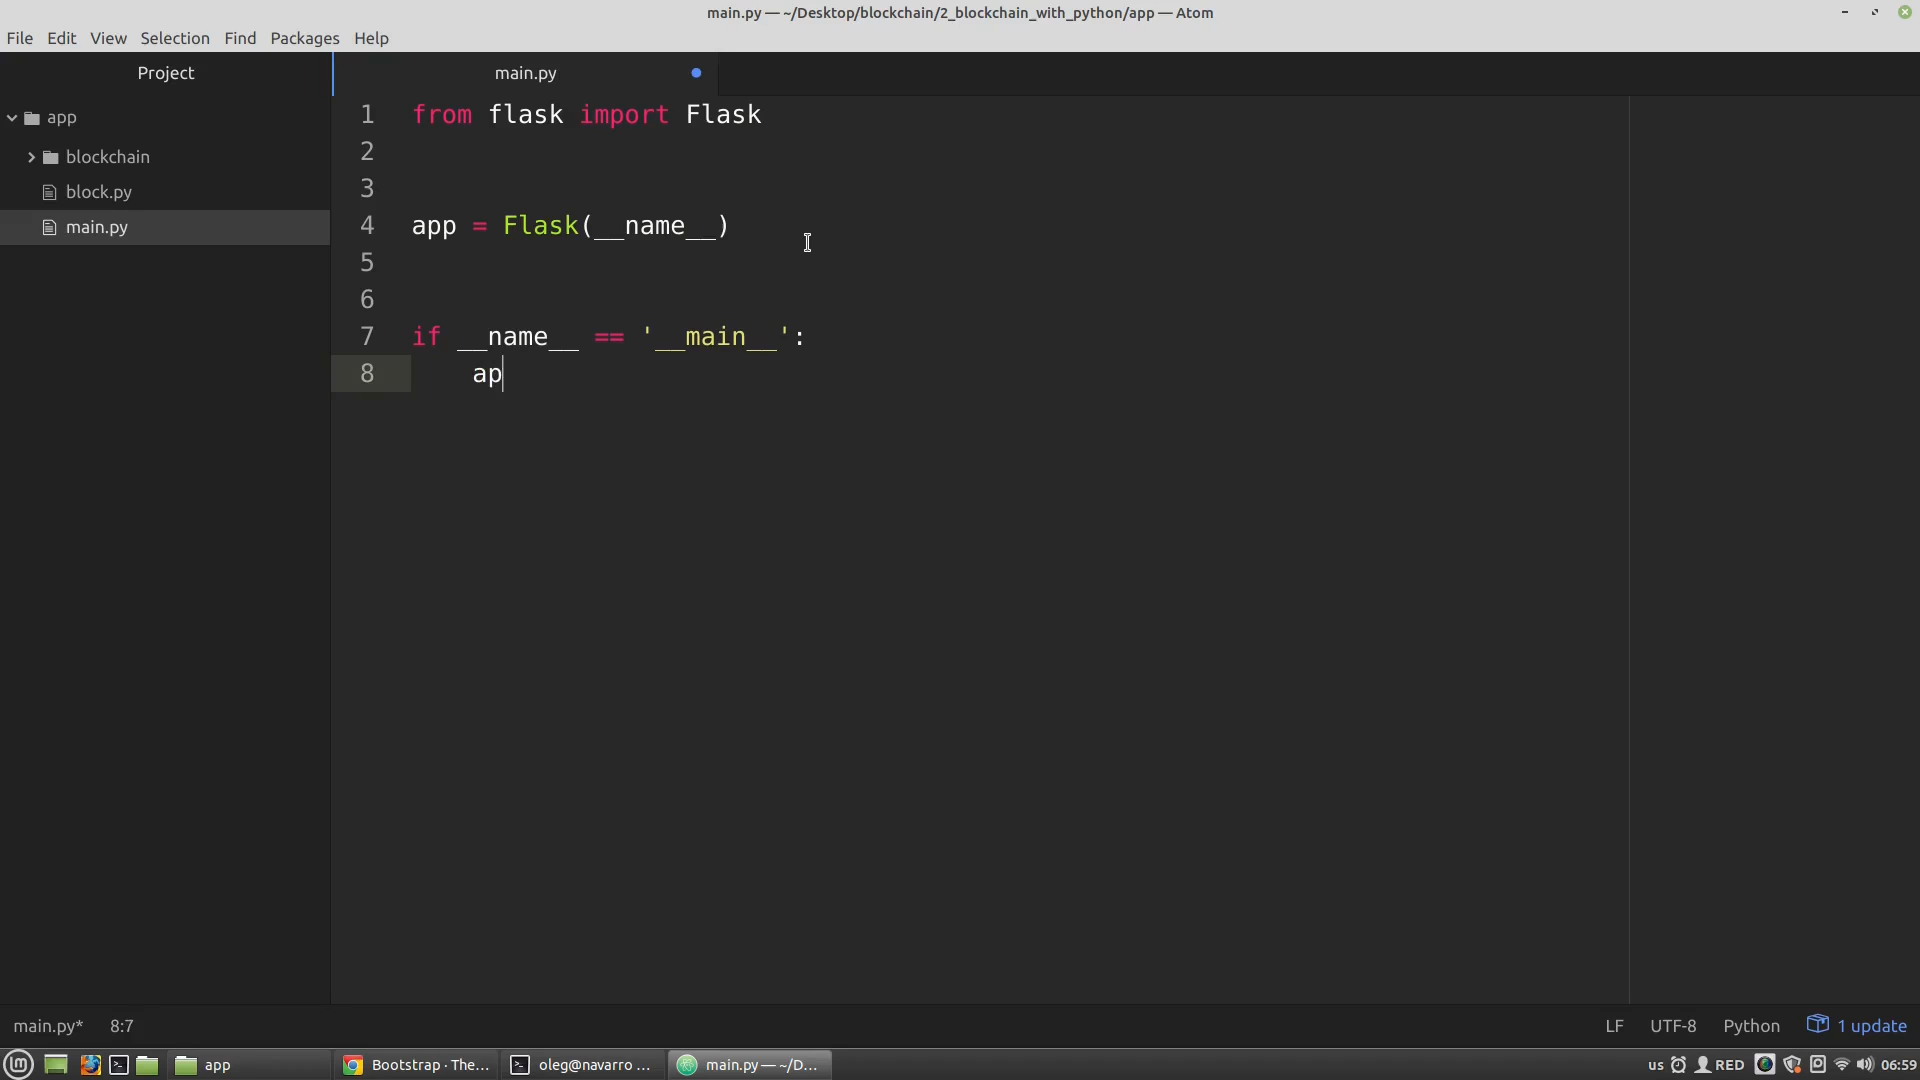 main.py — ~/Desktop/blockchain/2_blockchain_with_python/app — Atom
File Edit View Selection Find Packages Help
Project
main.py
app
blockchain
block.py
main.py
1 from flask import Flask
2
3
4 app = Flask(__name__)
5
6
7 if __name__ == '__main__':
8 ap
main.py* 8:7
LF UTF-8 Python 1 update
app
Bootstrap · The...
oleg@navarro ...
main.py — ~/D...
us RED 06:59